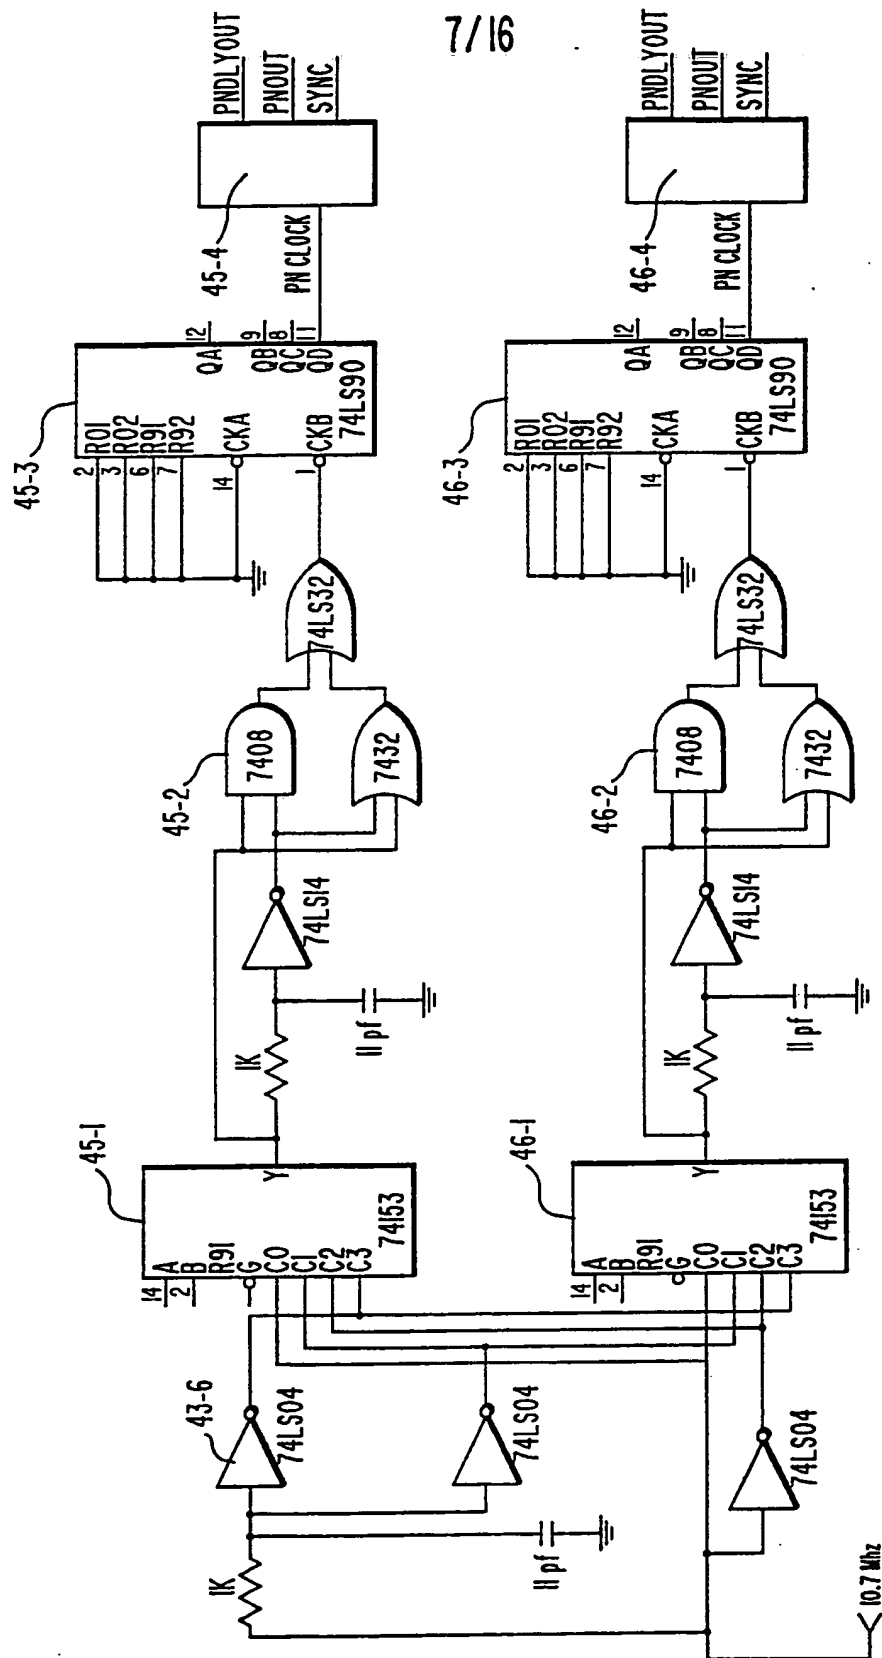 7/16
43-6
74LS04
1K
11 pf
74LS04
74LS04
10.7 Mhz
45-1
14 A
2 B
R91
G
C0
C1
C2
C3
Y
74153
1K
11 pf
74LS14
45-2
7408
7432
74LS32
45-3
2 R01
3 R02
6 R91
7 R92
14 CKA
1 CKB
QA 12
QB 9
QC 8
QD 11
74LS90
PN CLOCK
45-4
PNDLYOUT
PNOUT
SYNC
46-1
14 A
2 B
R91
G
C0
C1
C2
C3
Y
74153
1K
11 pf
74LS14
46-2
7408
7432
74LS32
46-3
2 R01
3 R02
6 R91
7 R92
14 CKA
1 CKB
QA 12
QB 9
QC 8
QD 11
74LS90
PN CLOCK
46-4
PNDLYOUT
PNOUT
SYNC